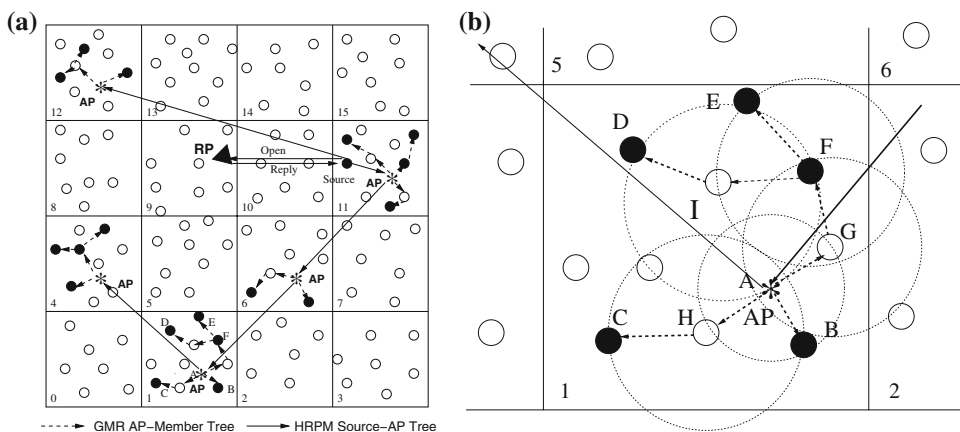 (a)
12
13
14
15
AP
RP
Open
Reply
Source
AP
8
9
10
11
AP
AP
4
5
6
7
D
E
F
A
AP
C
B
0
1
2
3
GMR AP–Member Tree
HRPM Source–AP Tree
(b)
5
6
E
D
F
I
G
A
AP
C
H
B
1
2